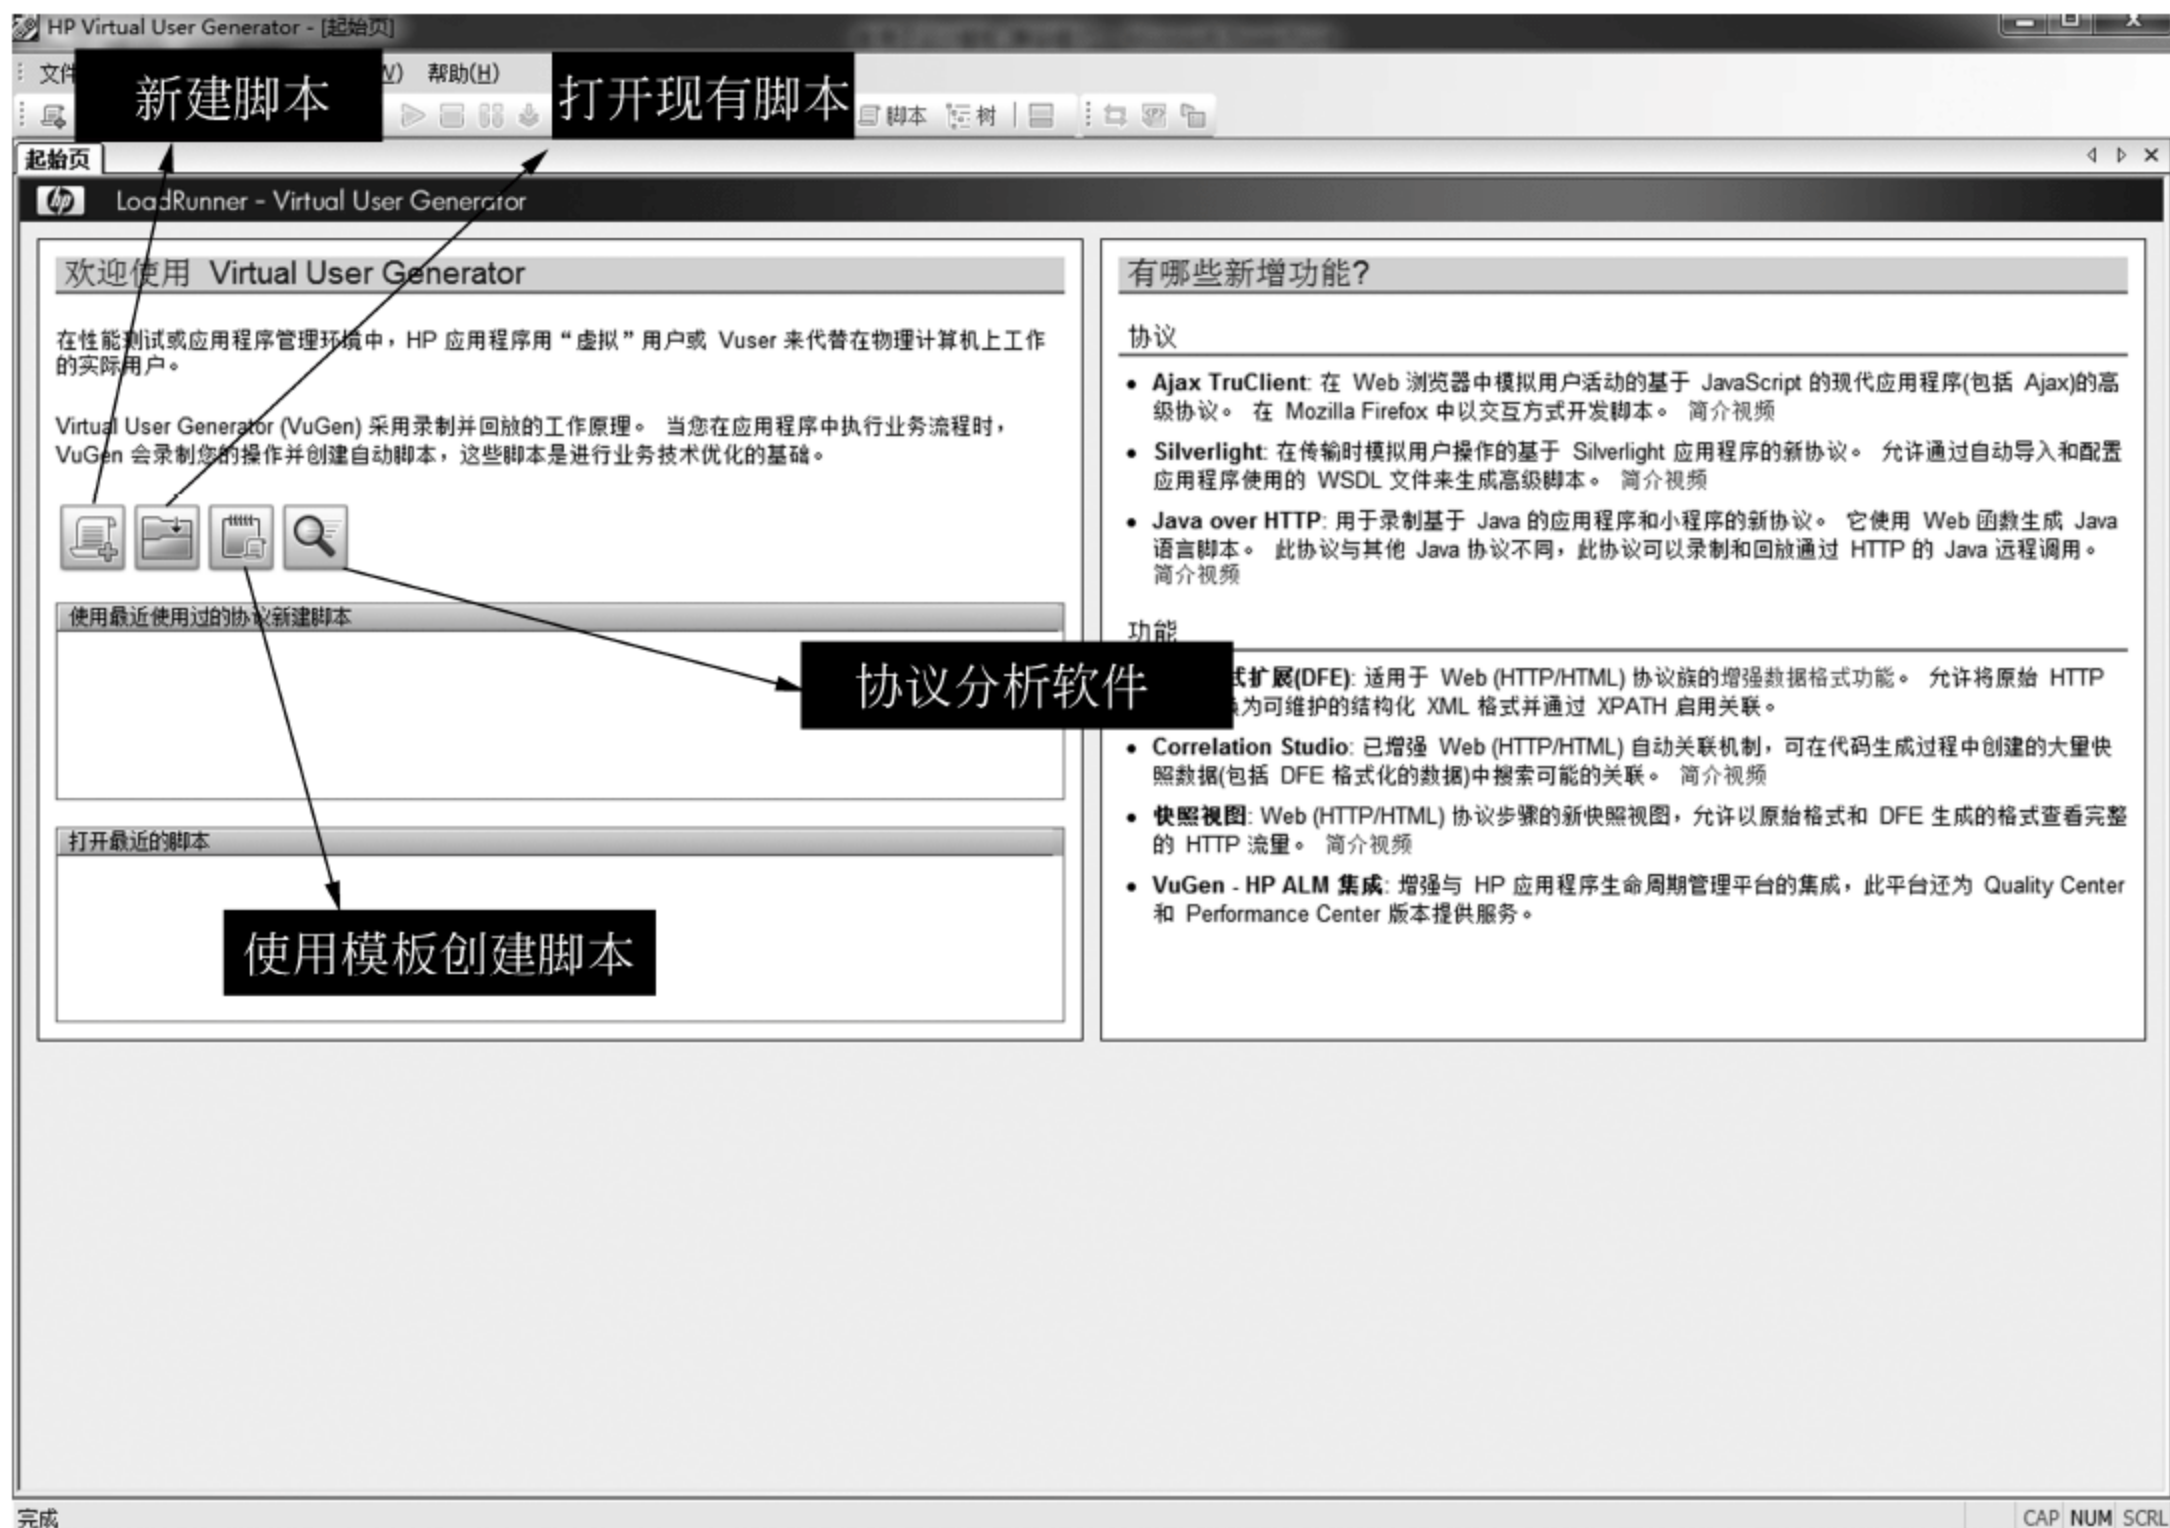 HP Virtual User Generator - [起始页]
文件
W) 帮助(H)
新建脚本
打开现有脚本
脚本 树
起始页
hp LoadRunner - Virtual User Generator
欢迎使用 Virtual User Generator
在性能测试或应用程序管理环境中，HP 应用程序用“虚拟”用户或 Vuser 来代替在物理计算机上工作
的实际用户。
Virtual User Generator (VuGen) 采用录制并回放的工作原理。 当您在应用程序中执行业务流程时，
VuGen 会录制您的操作并创建自动脚本，这些脚本是进行业务技术优化的基础。
使用最近使用过的协议新建脚本
协议分析软件
打开最近的脚本
使用模板创建脚本
有哪些新增功能?
协议
• Ajax TruClient: 在 Web 浏览器中模拟用户活动的基于 JavaScript 的现代应用程序(包括 Ajax)的高
级协议。 在 Mozilla Firefox 中以交互方式开发脚本。 简介视频
• Silverlight: 在传输时模拟用户操作的基于 Silverlight 应用程序的新协议。 允许通过自动导入和配置
应用程序使用的 WSDL 文件来生成高级脚本。 简介视频
• Java over HTTP: 用于录制基于 Java 的应用程序和小程序的新协议。 它使用 Web 函数生成 Java
语言脚本。 此协议与其他 Java 协议不同，此协议可以录制和回放通过 HTTP 的 Java 远程调用。
简介视频
功能
式扩展(DFE): 适用于 Web (HTTP/HTML) 协议族的增强数据格式功能。 允许将原始 HTTP
为可维护的结构化 XML 格式并通过 XPATH 启用关联。
• Correlation Studio: 已增强 Web (HTTP/HTML) 自动关联机制，可在代码生成过程中创建的大量快
照数据(包括 DFE 格式化的数据)中搜索可能的关联。 简介视频
• 快照视图: Web (HTTP/HTML) 协议步骤的新快照视图，允许以原始格式和 DFE 生成的格式查看完整
的 HTTP 流量。 简介视频
• VuGen - HP ALM 集成: 增强与 HP 应用程序生命周期管理平台的集成，此平台还为 Quality Center
和 Performance Center 版本提供服务。
完成
CAP NUM SCRL